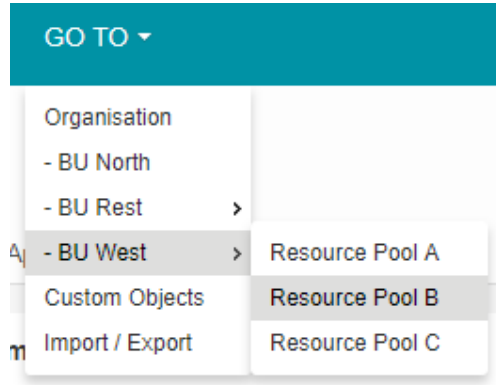 GO TO
Organisation
- BU North
- BU Rest
- BU West
Resource Pool A
Custom Objects
Resource Pool B
Import / Export
Resource Pool C